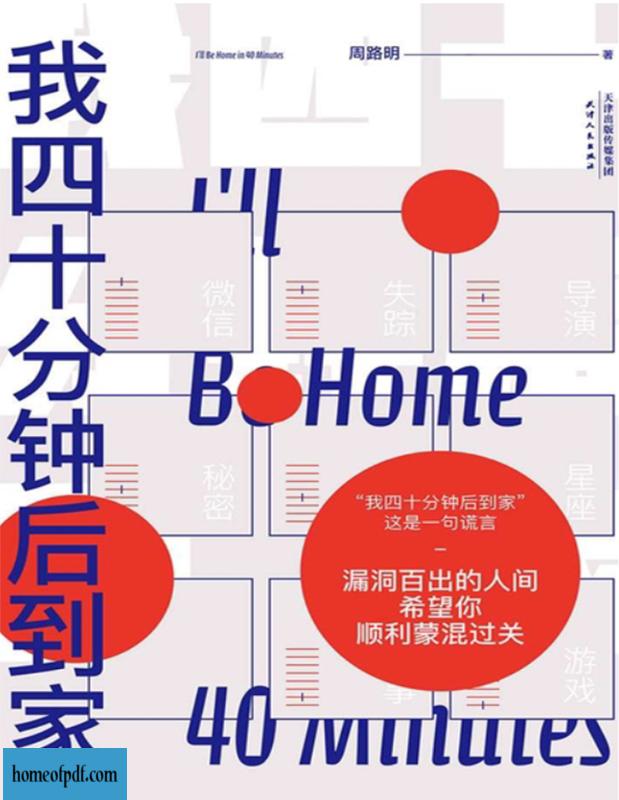 I'll Be Home in 40 Minutes
周路明
著
天津出版传媒集团
天津人民出版社
我四十分钟后到家
I'll
Be Home
40 Minutes
微信
失踪
导演
秘密
星座
事
游戏
“我四十分钟后到家”
这是一句谎言
漏洞百出的人间
希望你
顺利蒙混过关
homeofpdf.com